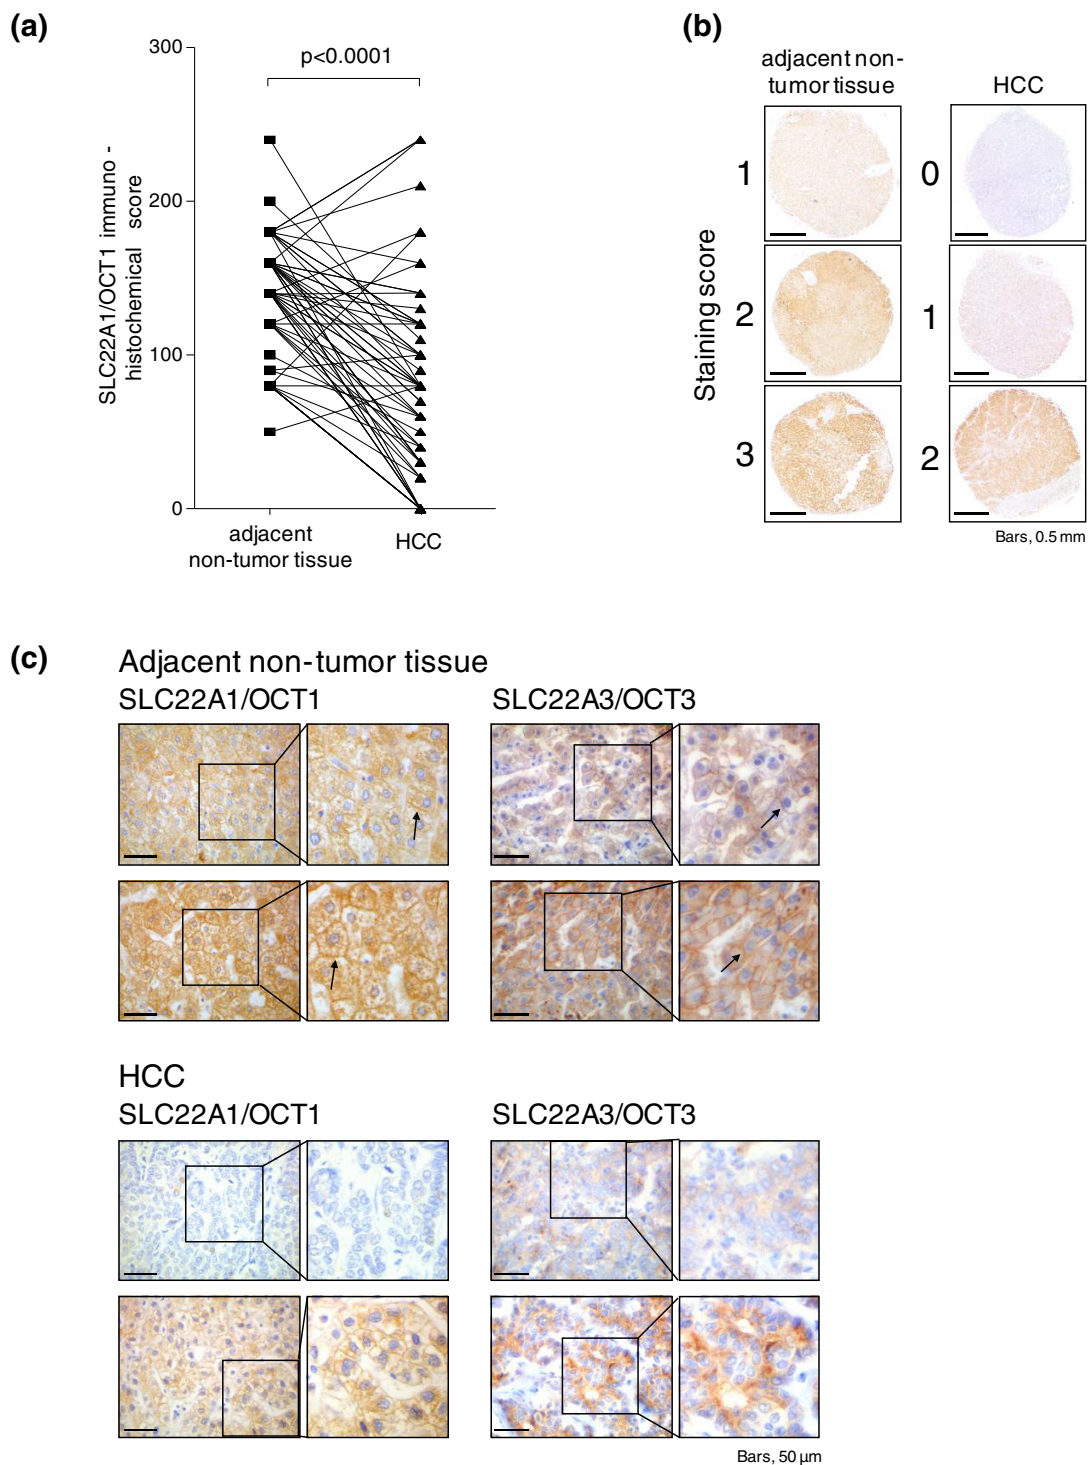 (a)
300
200
100
0
SLC22A1/OCT1 immuno -
histochemical score
p<0.0001
adjacent
non-tumor tissue
HCC
(b)
adjacent non-
tumor tissue
HCC
Staining score
1
0
2
1
3
2
Bars, 0.5 mm
(c)
Adjacent non-tumor tissue
SLC22A1/OCT1
SLC22A3/OCT3
HCC
SLC22A1/OCT1
SLC22A3/OCT3
Bars, 50 µm